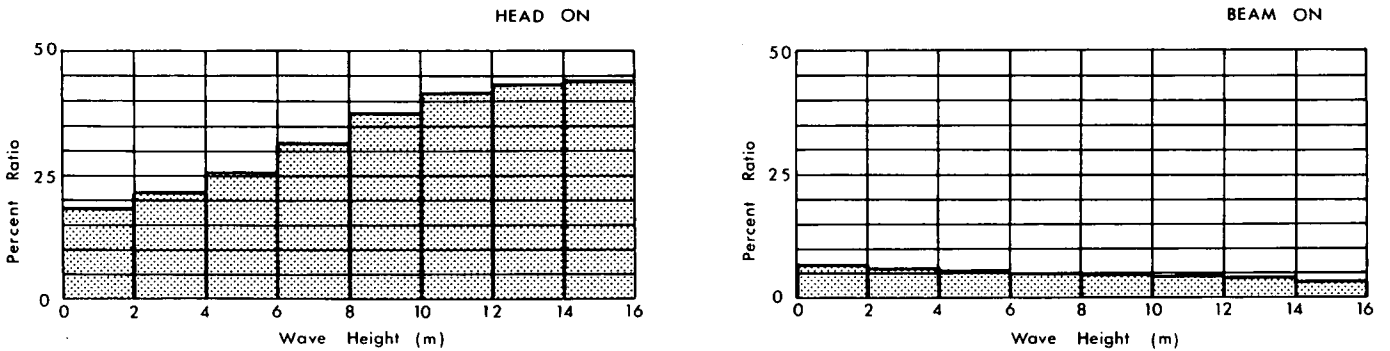 HEAD ON
50
25
0
Percent Ratio
0 2 4 6 8 10 12 14 16
Wave Height (m)
BEAM ON
50
25
0
Percent Ratio
0 2 4 6 8 10 12 14 16
Wave Height (m)